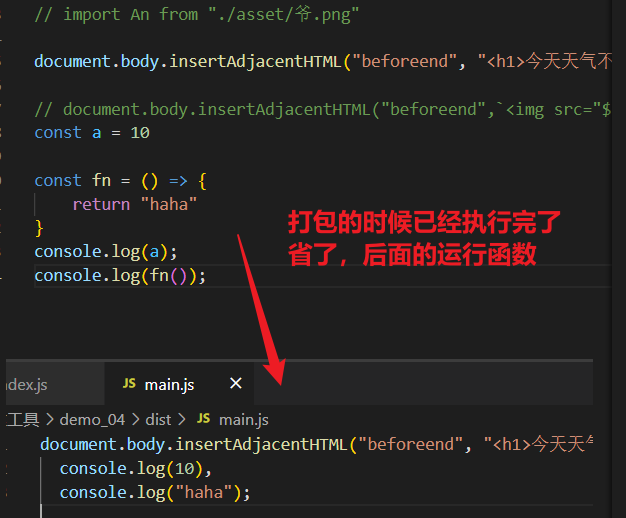 // import An from "./asset/爷.png"
document.body.insertAdjacentHTML("beforeend", "<h1>今天天气不
// document.body.insertAdjacentHTML("beforeend",`<img src="$
const a = 10
const fn = () => {
return "haha"
}
console.log(a);
console.log(fn());
打包的时候已经执行完了
省了，后面的运行函数
ndex.js
JS main.js ×
工具 > demo_04 > dist > JS main.js
document.body.insertAdjacentHTML("beforeend", "<h1>今天天气
console.log(10),
console.log("haha");